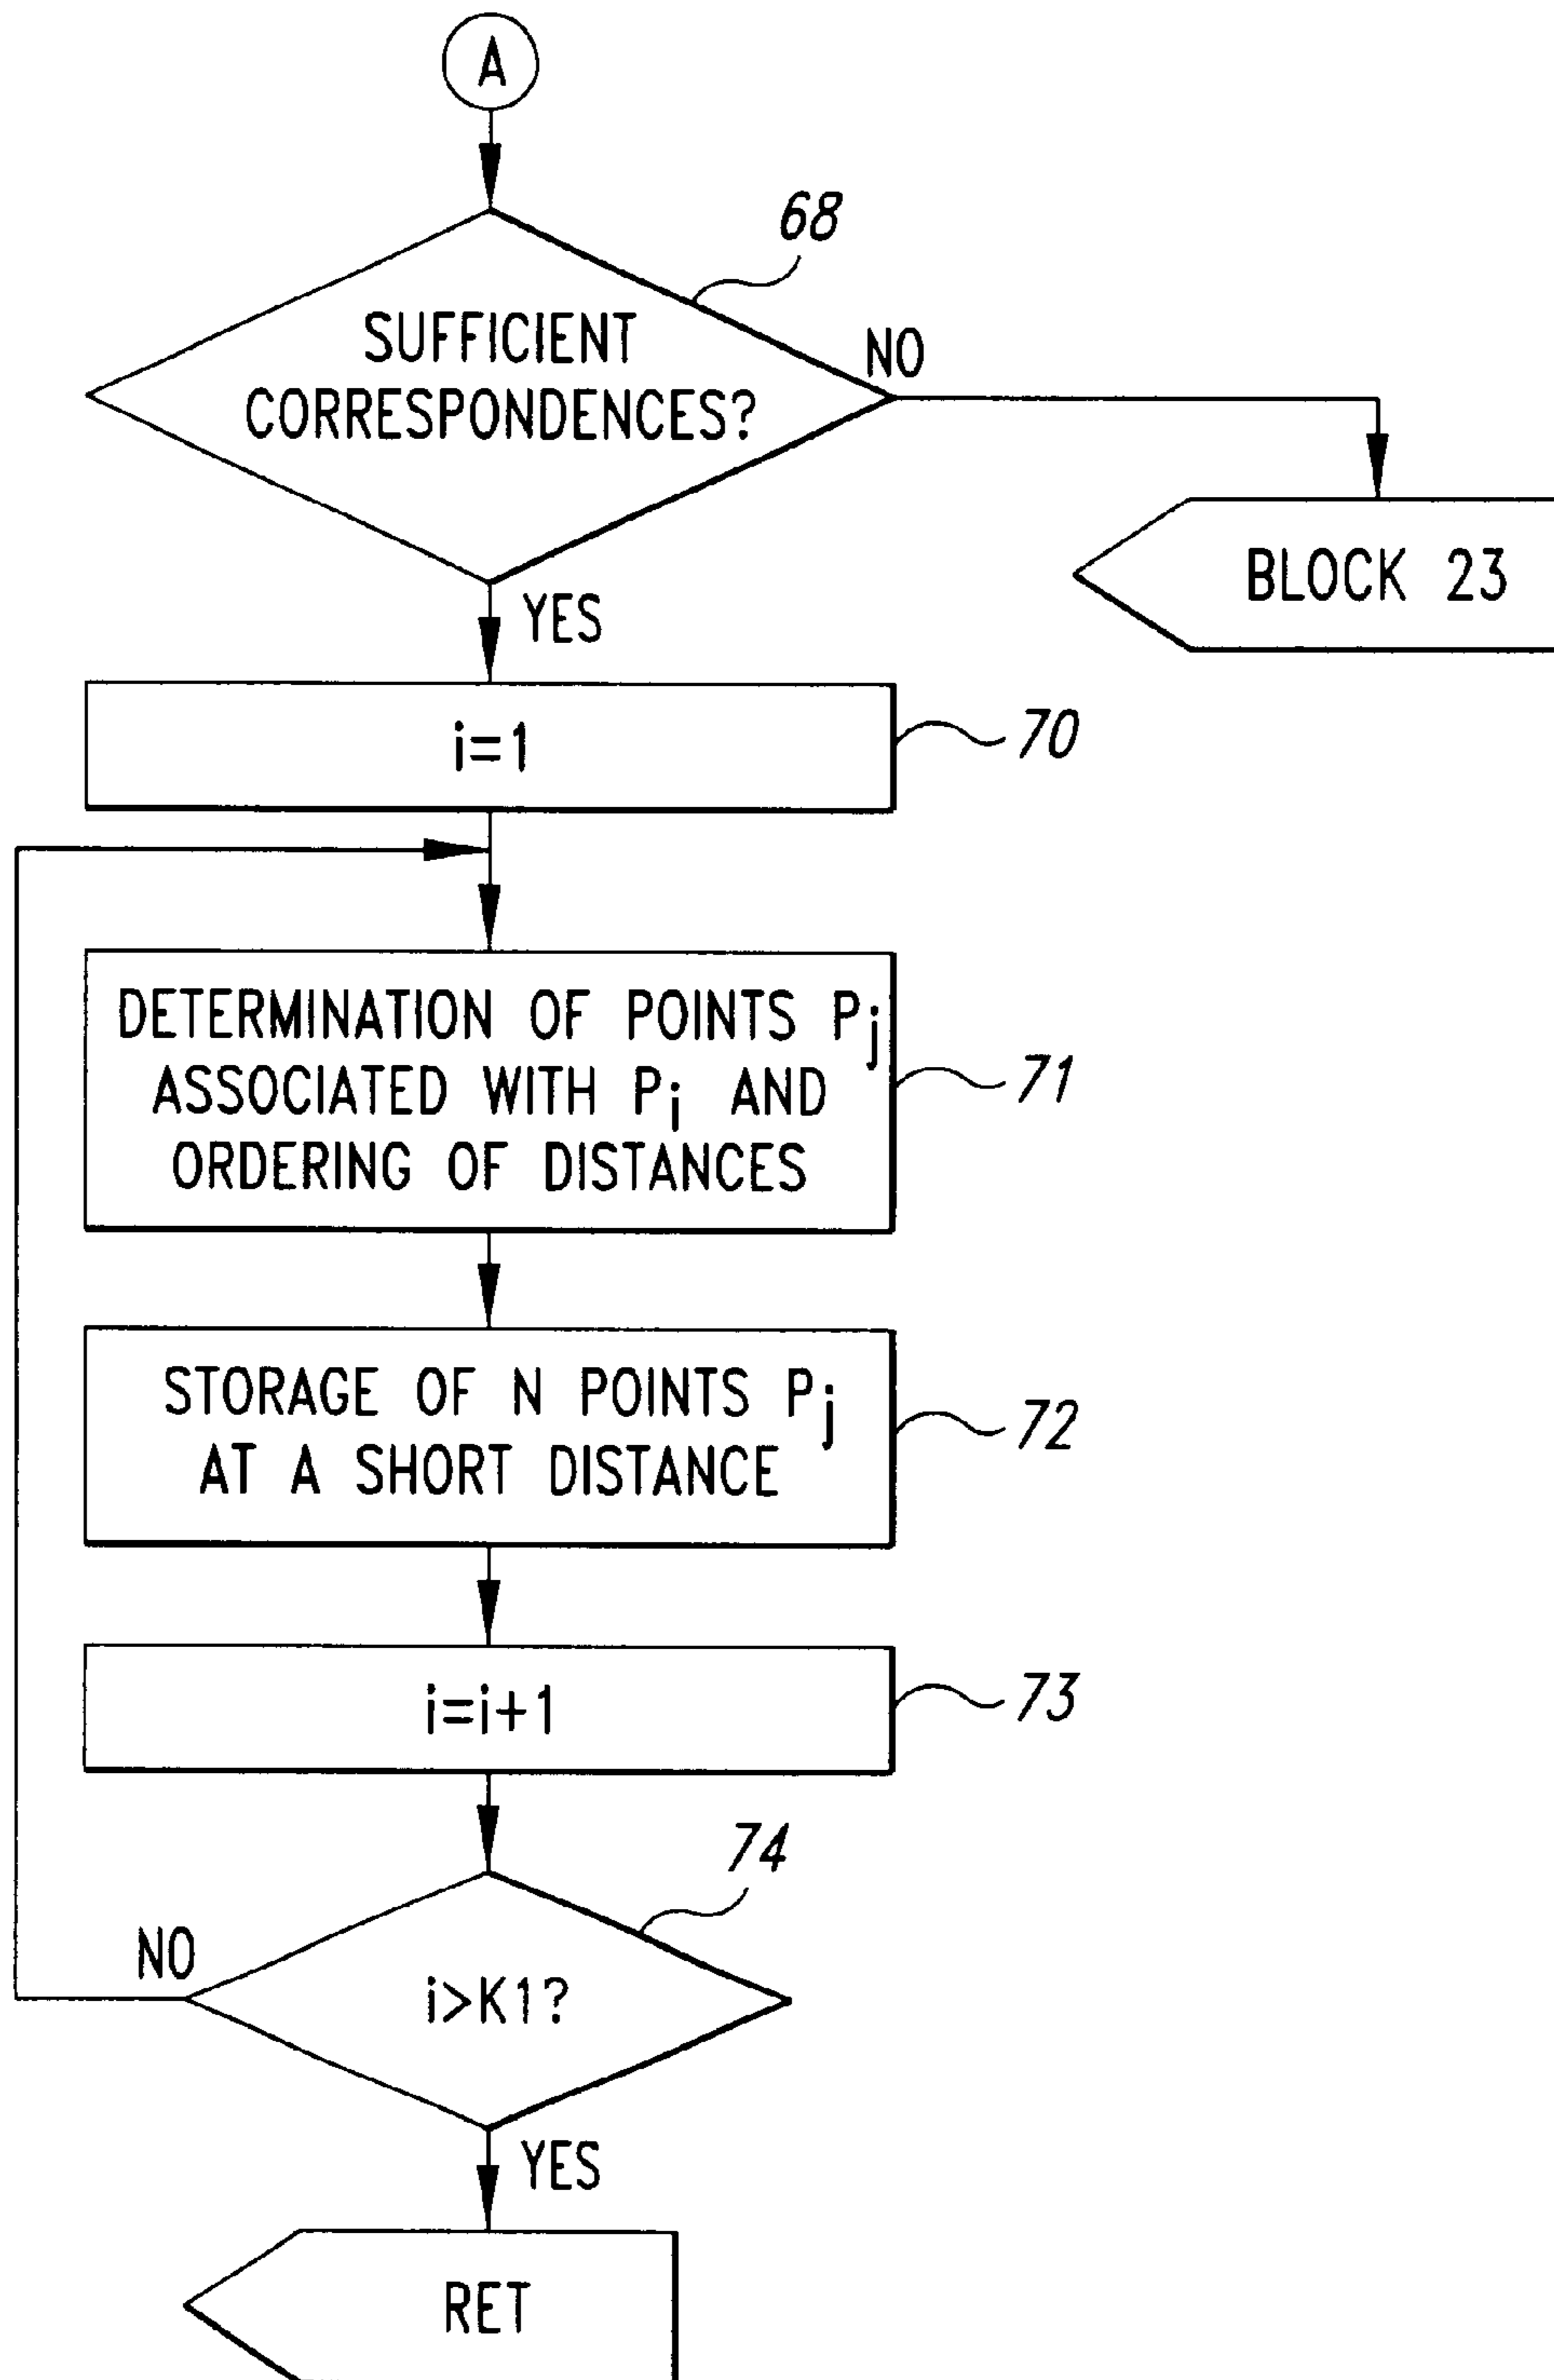 A
68
SUFFICIENT
CORRESPONDENCES?
NO
BLOCK 23
YES
i=1
70
DETERMINATION OF POINTS Pj
ASSOCIATED WITH Pi AND
ORDERING OF DISTANCES
71
STORAGE OF N POINTS Pj
AT A SHORT DISTANCE
72
i=i+1
73
74
NO
i>K1?
YES
RET